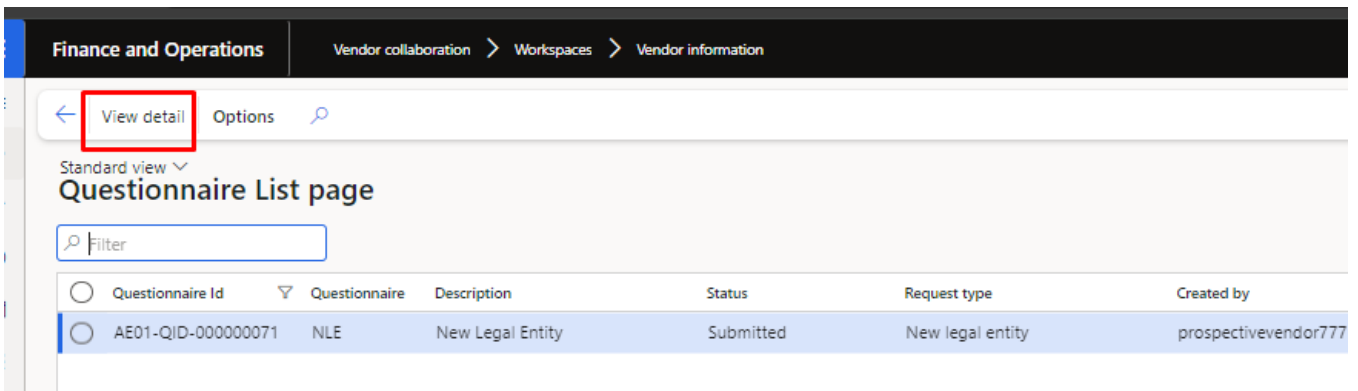 Finance and Operations Vendor collaboration > Workspaces > Vendor information
View detail Options
Standard view
Questionnaire List page
Filter
Questionnaire Id Questionnaire Description Status Request type Created by
AE01-QID-000000071 NLE New Legal Entity Submitted New legal entity prospectivevendor777